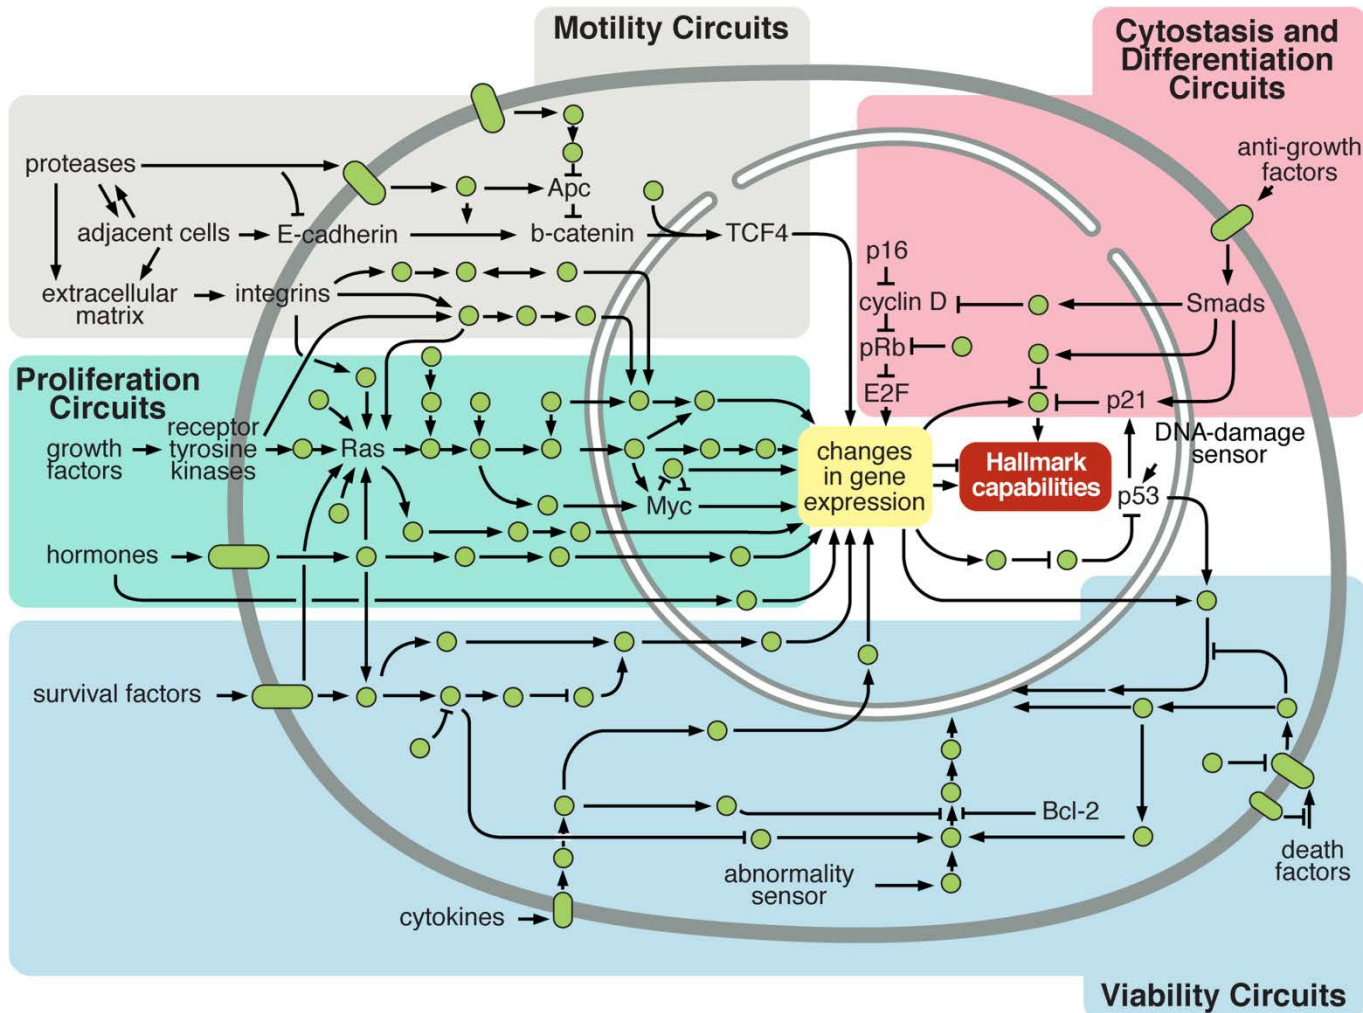 Motility Circuits
Cytostasis and
Differentiation
Circuits
proteases
anti-growth
factors
Apc
adjacent cells
E-cadherin
b-catenin
TCF4
p16
extracellular
matrix
integrins
cyclin D
Smads
pRb
E2F
p21
Proliferation
Circuits
growth
factors
receptor
tyrosine
kinases
Ras
changes
in gene
expression
Hallmark
capabilities
DNA-damage
sensor
p53
Myc
hormones
survival factors
Bcl-2
abnormality
sensor
death
factors
cytokines
Viability Circuits